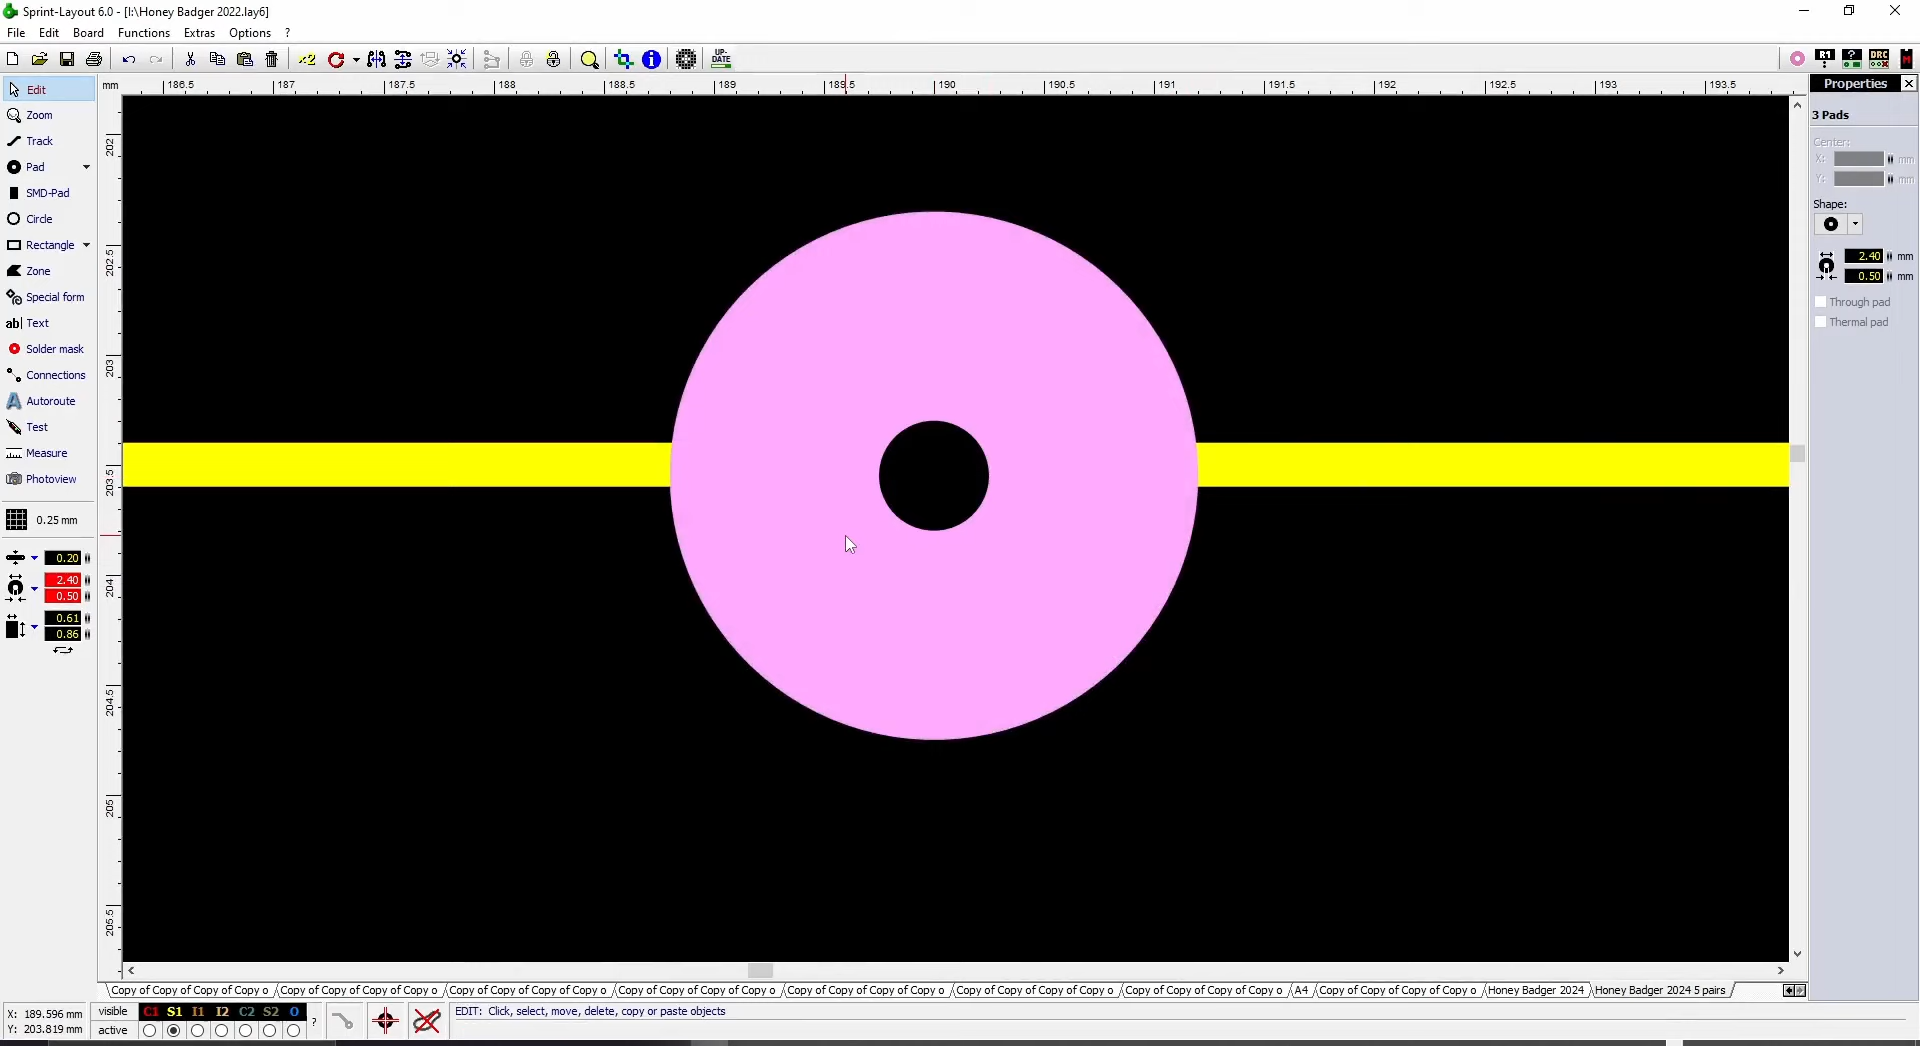 Sprint-Layout 6.0 - [I:\Honey Badger 2022.lay6]
File Edit Board Functions Extras Options ?
×2 UP-DATE R1 ? DRC M
mm 186.5 187 187.5 188 188.5 189 189.5 190 190.5 191 191.5 192 192.5 193 193.5
Edit
Zoom
Track
Pad
SMD-Pad
Circle
Rectangle
Zone
Special form
ab| Text
Solder mask
Connections
Autoroute
Test
Measure
Photoview
0.25 mm
0.20
2.40
0.50
0.61
0.86
202
202.5
203
203.5
204
204.5
205
205.5
Properties
3 Pads
Center:
X: mm
Y: mm
Shape:
2.40 mm
0.50 mm
Through pad
Thermal pad
Copy of Copy of Copy of Copy o Copy of Copy of Copy of Copy o Copy of Copy of Copy of Copy o Copy of Copy of Copy of Copy o Copy of Copy of Copy of Copy o Copy of Copy of Copy of Copy o Copy of Copy of Copy of Copy o A4 Copy of Copy of Copy of Copy o Honey Badger 2024 Honey Badger 2024 5 pairs
X: 189.596 mm
Y: 203.819 mm
visible C1 S1 I1 I2 C2 S2 O ?
active
EDIT: Click, select, move, delete, copy or paste objects